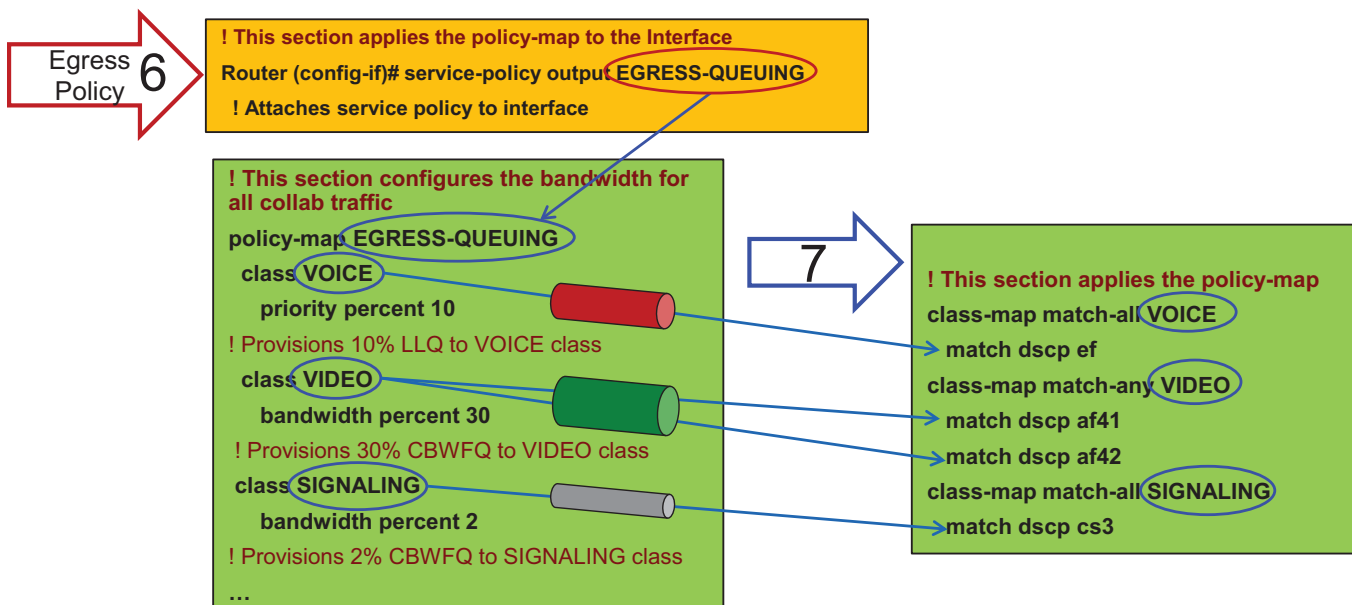 Egress
Policy
6
! This section applies the policy-map to the Interface
Router (config-if)# service-policy output EGRESS-QUEUING
! Attaches service policy to interface
! This section configures the bandwidth for
all collab traffic
policy-map EGRESS-QUEUING
class VOICE
priority percent 10
! Provisions 10% LLQ to VOICE class
class VIDEO
bandwidth percent 30
! Provisions 30% CBWFQ to VIDEO class
class SIGNALING
bandwidth percent 2
! Provisions 2% CBWFQ to SIGNALING class
...
7
! This section applies the policy-map
class-map match-all VOICE
match dscp ef
class-map match-any VIDEO
match dscp af41
match dscp af42
class-map match-all SIGNALING
match dscp cs3